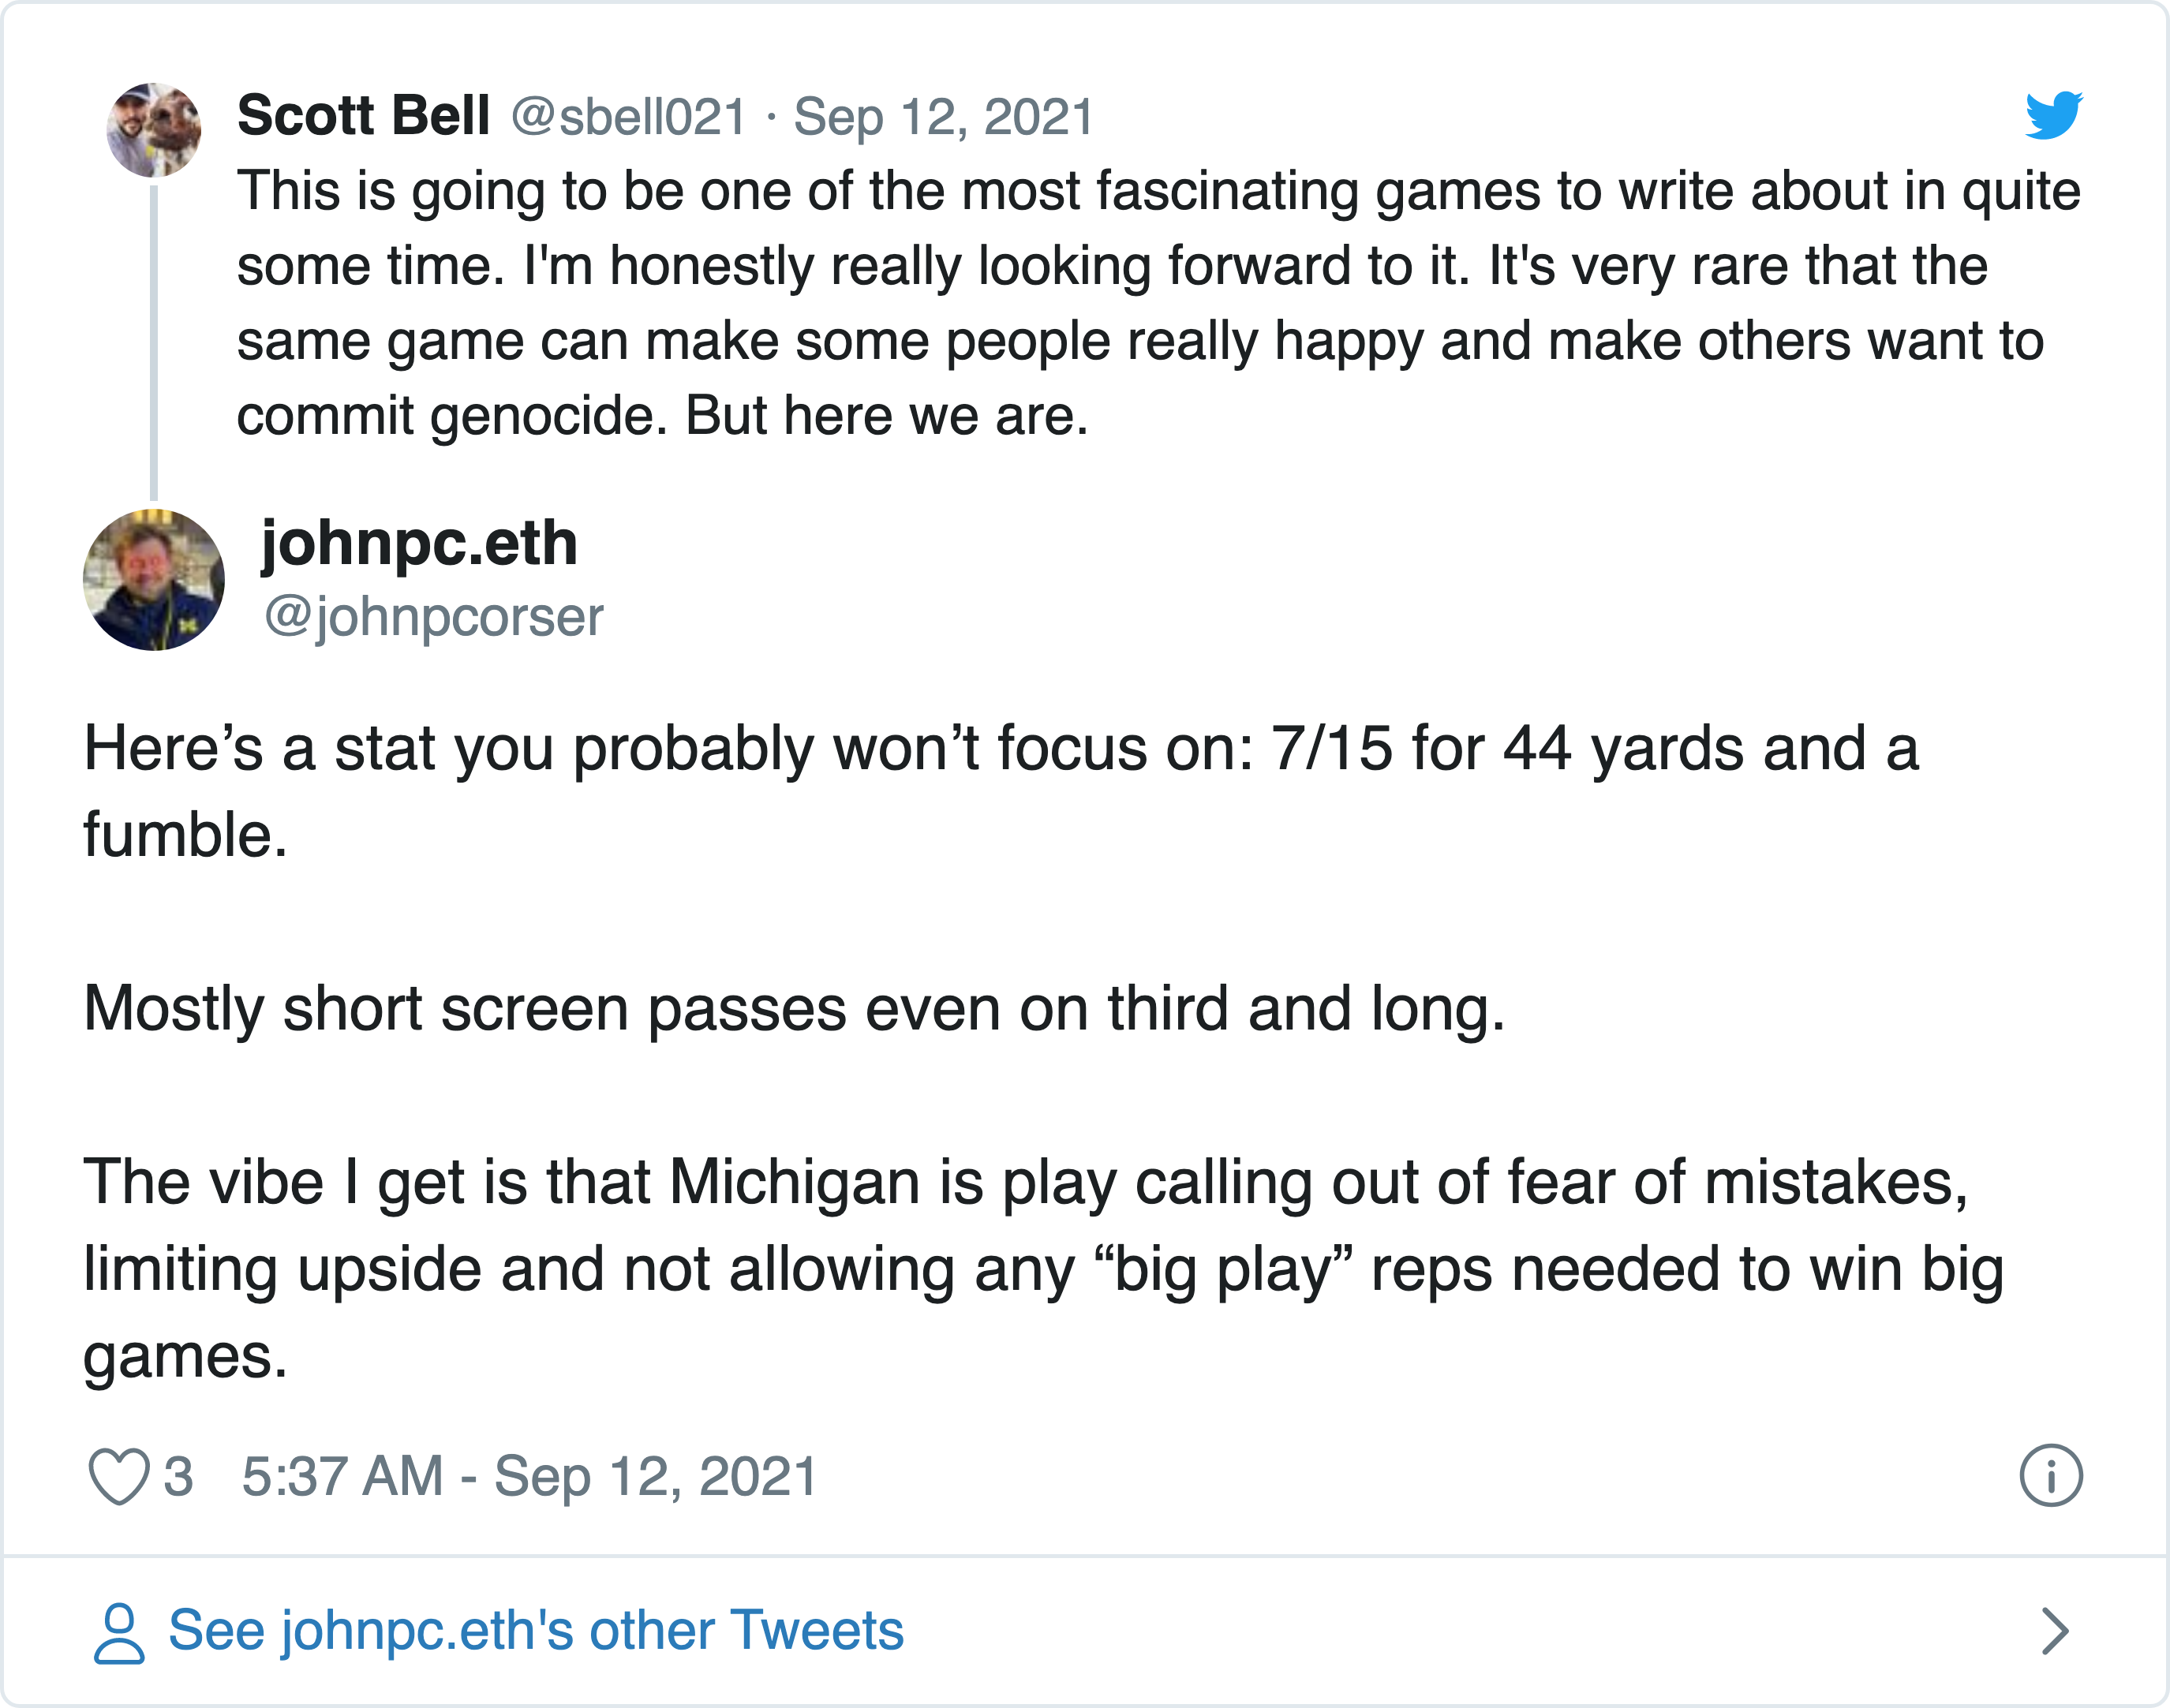 Scott Bell @sbell021 · Sep 12, 2021
This is going to be one of the most fascinating games to write about in quite
some time. I'm honestly really looking forward to it. It's very rare that the
same game can make some people really happy and make others want to
commit genocide. But here we are.
johnpc.eth
@johnpcorser
Here’s a stat you probably won’t focus on: 7/15 for 44 yards and a
fumble.
Mostly short screen passes even on third and long.
The vibe I get is that Michigan is play calling out of fear of mistakes,
limiting upside and not allowing any “big play” reps needed to win big
games.
3 5:37 AM - Sep 12, 2021
See johnpc.eth's other Tweets